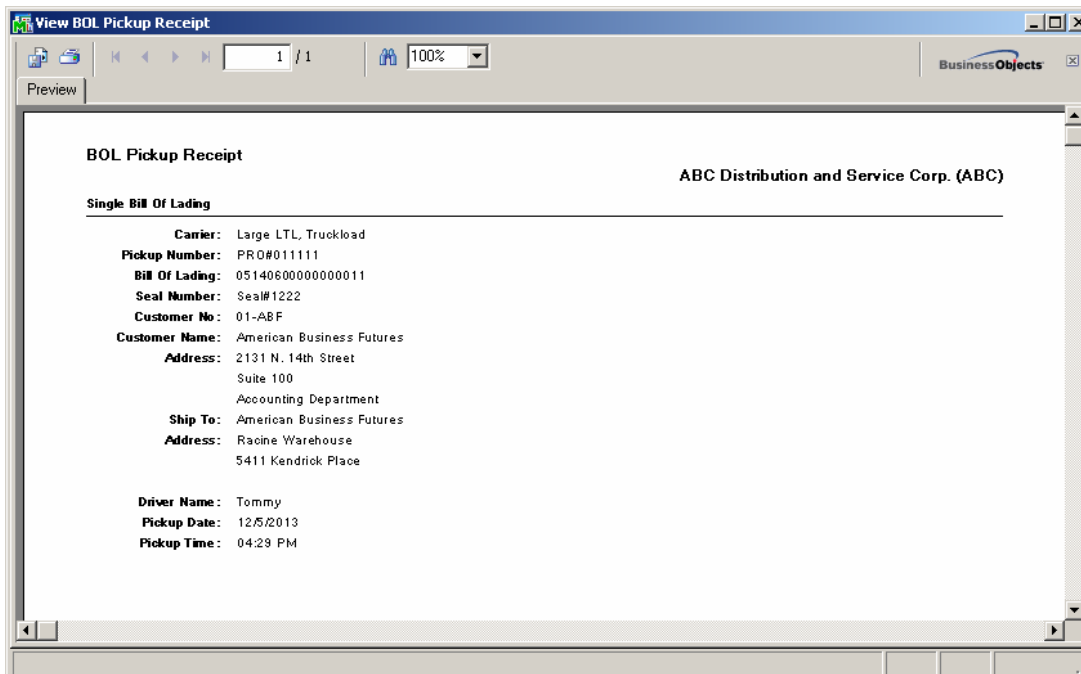 View BOL Pickup Receipt
1 / 1 100%
BusinessObjects
Preview
BOL Pickup Receipt
ABC Distribution and Service Corp. (ABC)
Single Bill Of Lading
Carrier: Large LTL, Truckload
Pickup Number: PRO#011111
Bill Of Lading: 05140600000000011
Seal Number: Seal#1222
Customer No: 01-ABF
Customer Name: American Business Futures
Address: 2131 N. 14th Street
Suite 100
Accounting Department
Ship To: American Business Futures
Address: Racine Warehouse
5411 Kendrick Place
Driver Name: Tommy
Pickup Date: 12/5/2013
Pickup Time: 04:29 PM